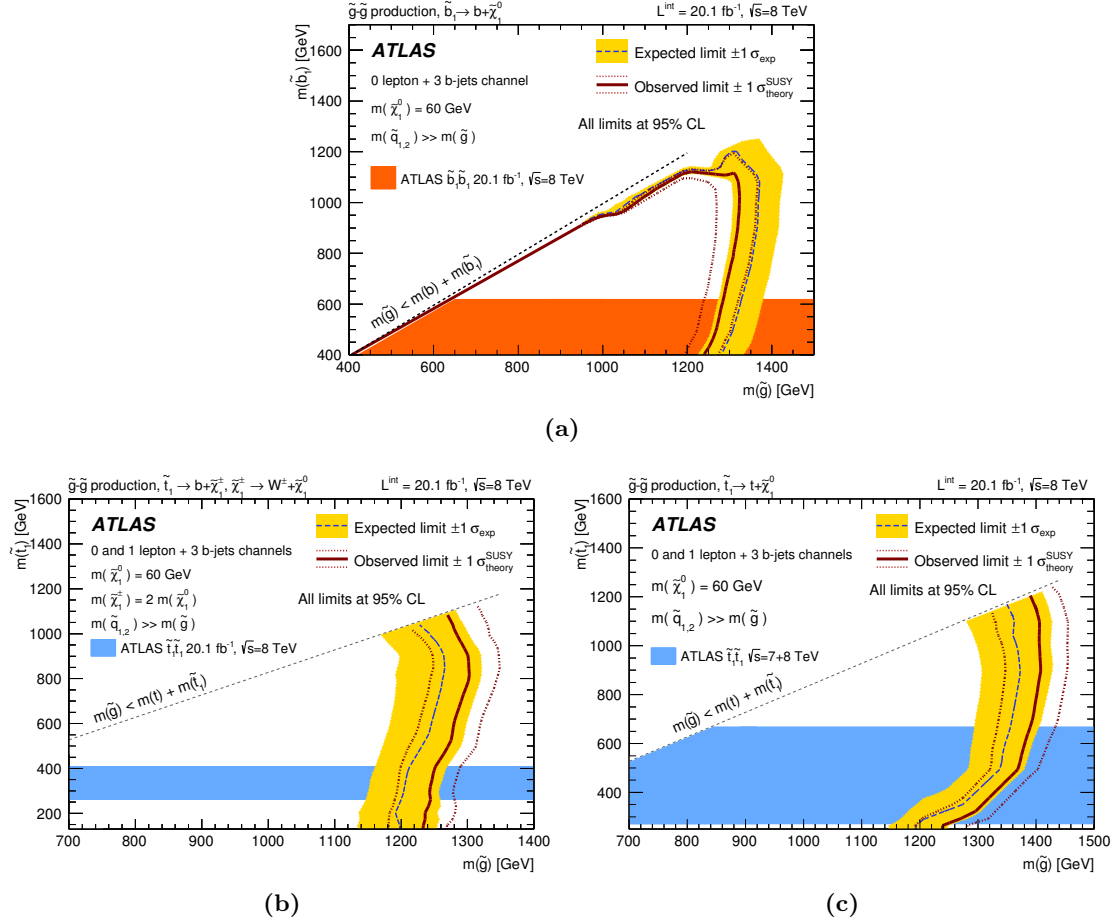 g̃-g̃ production, b̃₁→ b+χ̃₁⁰ L^int = 20.1 fb⁻¹, √s=8 TeV
m(b̃₁) [GeV]
1600
1400
1200
1000
800
600
400
ATLAS
0 lepton + 3 b-jets channel
m( χ̃₁⁰ ) = 60 GeV
m( q̃₁,₂ ) >> m( g̃ )
ATLAS b̃₁b̃₁ 20.1 fb⁻¹, √s=8 TeV
Expected limit ±1 σ_exp
Observed limit ± 1 σ^SUSY_theory
All limits at 95% CL
m(g̃) < m(b) + m(b̃₁)
400 600 800 1000 1200 1400
m(g̃) [GeV]
(a)
g̃-g̃ production, t̃₁ → b+χ̃₁^±, χ̃₁^± → W^±+χ̃₁⁰ L^int = 20.1 fb⁻¹, √s=8 TeV
m(t̃₁) [GeV]
1600
1400
1200
1000
800
600
400
200
ATLAS
0 and 1 lepton + 3 b-jets channels
m( χ̃₁⁰ ) = 60 GeV
m( χ̃₁^± ) = 2 m( χ̃₁⁰ )
m( q̃₁,₂ ) >> m( g̃ )
ATLAS t̃₁t̃₁ 20.1 fb⁻¹, √s=8 TeV
Expected limit ±1 σ_exp
Observed limit ± 1 σ^SUSY_theory
All limits at 95% CL
m(g̃) < m(t) + m(t̃₁)
700 800 900 1000 1100 1200 1300 1400
m(g̃) [GeV]
(b)
g̃-g̃ production, t̃₁→ t+χ̃₁⁰ L^int = 20.1 fb⁻¹, √s=8 TeV
m(t̃₁) [GeV]
1600
1400
1300
1200
1100
1000
900
800
700
600
500
400
300
ATLAS
0 and 1 lepton + 3 b-jets channels
m( χ̃₁⁰ ) = 60 GeV
m( q̃₁,₂ ) >> m( g̃ )
ATLAS t̃₁t̃₁, √s=7+8 TeV
Expected limit ±1 σ_exp
Observed limit ± 1 σ^SUSY_theory
All limits at 95% CL
m(g̃) < m(t) + m(t̃₁)
700 800 900 1000 1100 1200 1300 1400 1500
m(g̃) [GeV]
(c)